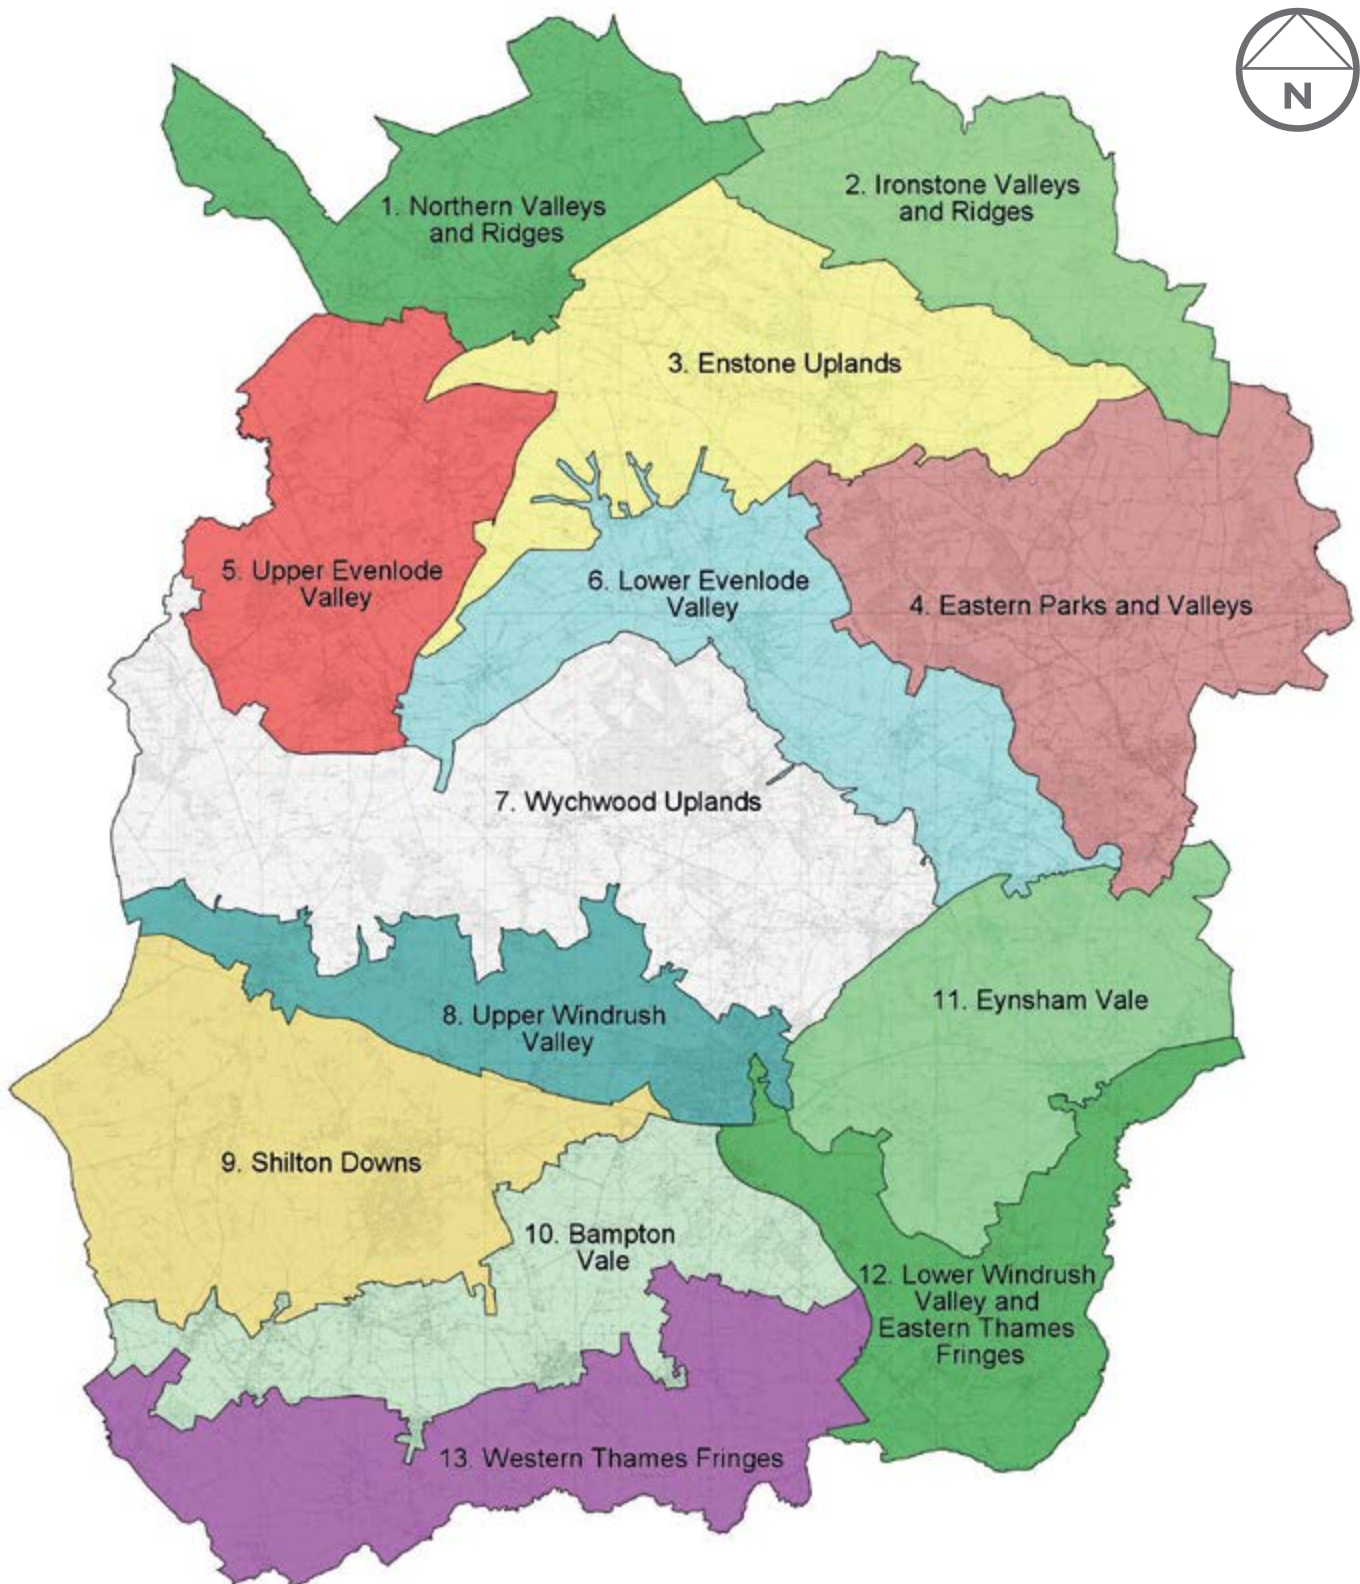 N
1. Northern Valleys
and Ridges
2. Ironstone Valleys
and Ridges
3. Enstone Uplands
5. Upper Evenlode
Valley
6. Lower Evenlode
Valley
4. Eastern Parks and Valleys
7. Wychwood Uplands
8. Upper Windrush
Valley
11. Eynsham Vale
9. Shilton Downs
10. Bampton
Vale
12. Lower Windrush
Valley and
Eastern Thames
Fringes
13. Western Thames Fringes